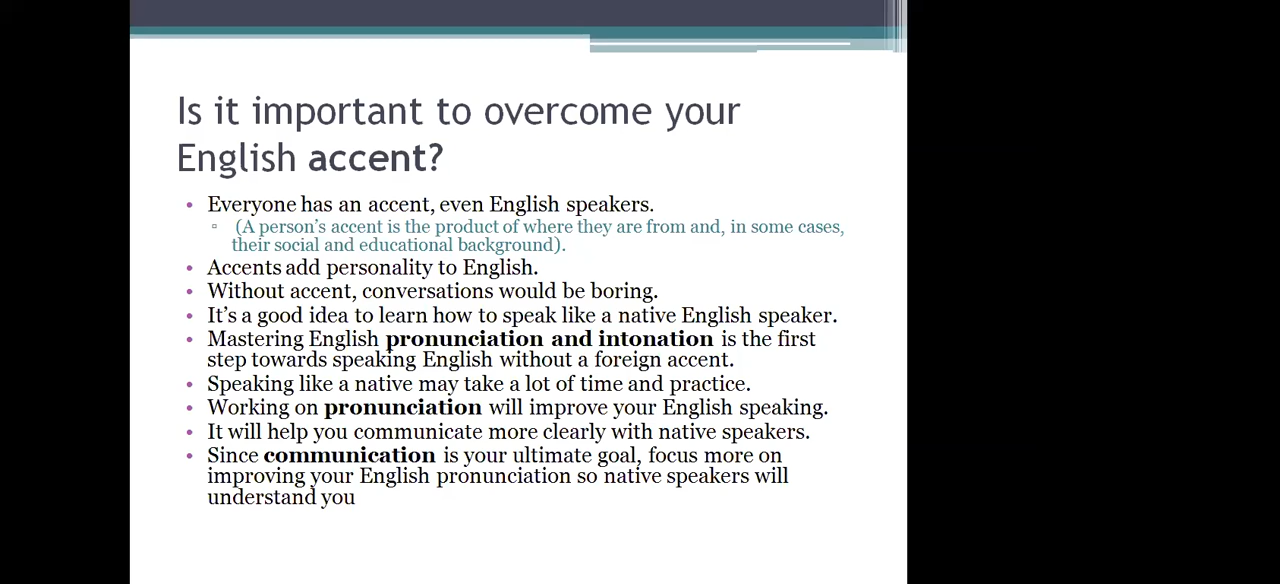 Is it important to overcome your
English accent?
• Everyone has an accent, even English speakers.
▫ (A person's accent is the product of where they are from and, in some cases,
their social and educational background).
• Accents add personality to English.
• Without accent, conversations would be boring.
• It's a good idea to learn how to speak like a native English speaker.
• Mastering English pronunciation and intonation is the first
step towards speaking English without a foreign accent.
• Speaking like a native may take a lot of time and practice.
• Working on pronunciation will improve your English speaking.
• It will help you communicate more clearly with native speakers.
• Since communication is your ultimate goal, focus more on
improving your English pronunciation so native speakers will
understand you